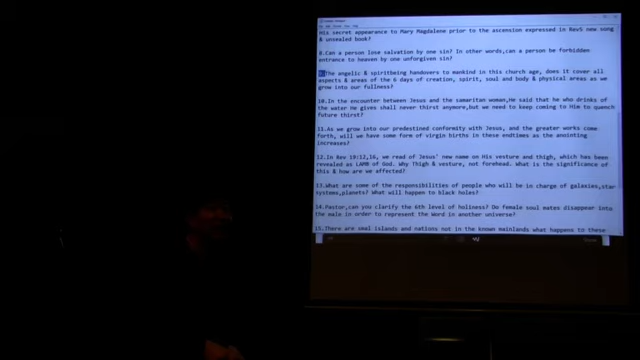 His secret appearance to Mary Magdalene prior to the ascension expressed in Rev5 new song
& unsealed book?
8.Can a person lose salvation by one sin? In other words,can a person be forbidden
entrance to heaven by one unforgiven sin?
9.The angelic & spiritbeing handovers to mankind in this church age, does it cover all
aspects & areas of the 6 days of creation, spirit, soul and body & physical areas as we
grow into our fullness?
10.In the encounter between Jesus and the samaritan woman,He said that he who drinks of
the water He gives shall never thirst anymore,but we need to keep coming to Him to quench
future thirst?
11.As we grow into our predestined conformity with Jesus, and the greater works come
forth, will we have some form of virgin births in these endtimes as the anointing
increases?
12.In Rev 19:12,16, we read of Jesus' new name on His vesture and thigh, which has been
revealed as LAMB of God. Why Thigh & vesture, not forehead. What is the significance of
this & how are we affected?
13.What are some of the responsibilities of people who will be in charge of galaxies,star
systems,planets? What will happen to black holes?
14.Pastor,can you clarify the 6th level of holiness? Do female soul mates disappear into
the male in order to represent the Word in another universe?
15.There are smal islands and nations not in the known mainlands what happens to these